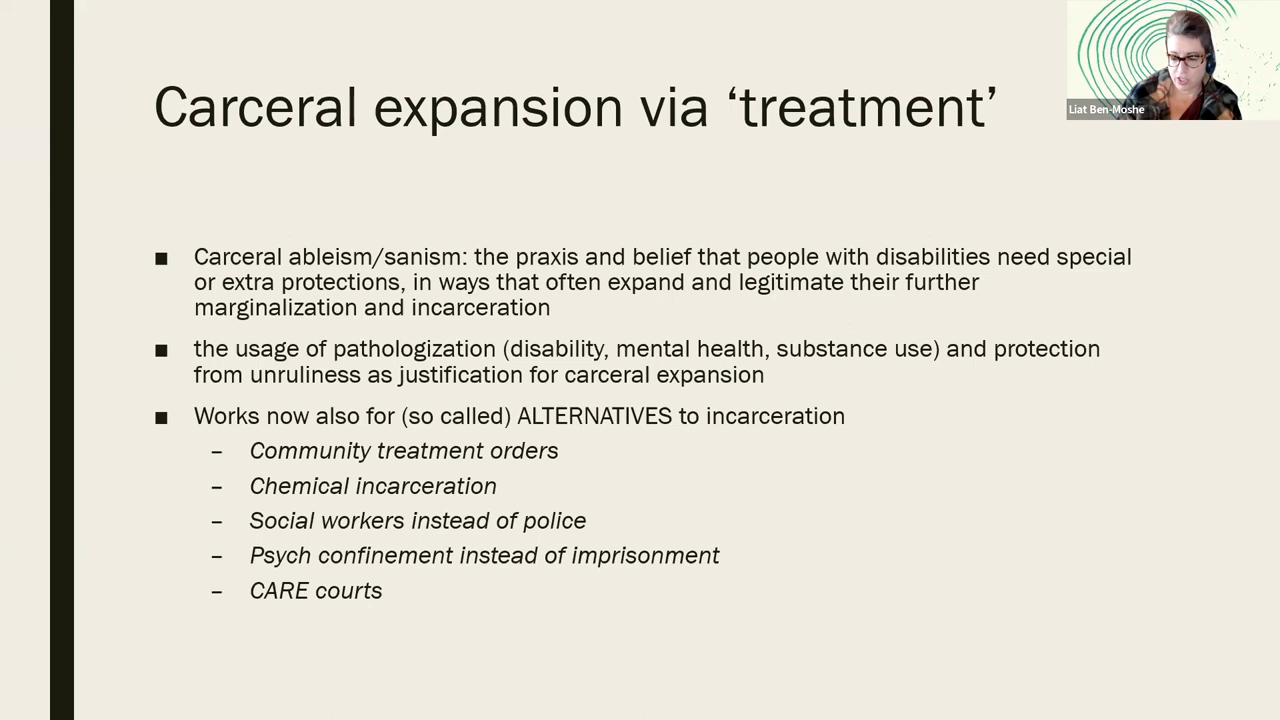 Carceral expansion via ‘treatment’
Liat Ben-Moshe
■ Carceral ableism/sanism: the praxis and belief that people with disabilities need special
or extra protections, in ways that often expand and legitimate their further
marginalization and incarceration
■ the usage of pathologization (disability, mental health, substance use) and protection
from unruliness as justification for carceral expansion
■ Works now also for (so called) ALTERNATIVES to incarceration
– Community treatment orders
– Chemical incarceration
– Social workers instead of police
– Psych confinement instead of imprisonment
– CARE courts